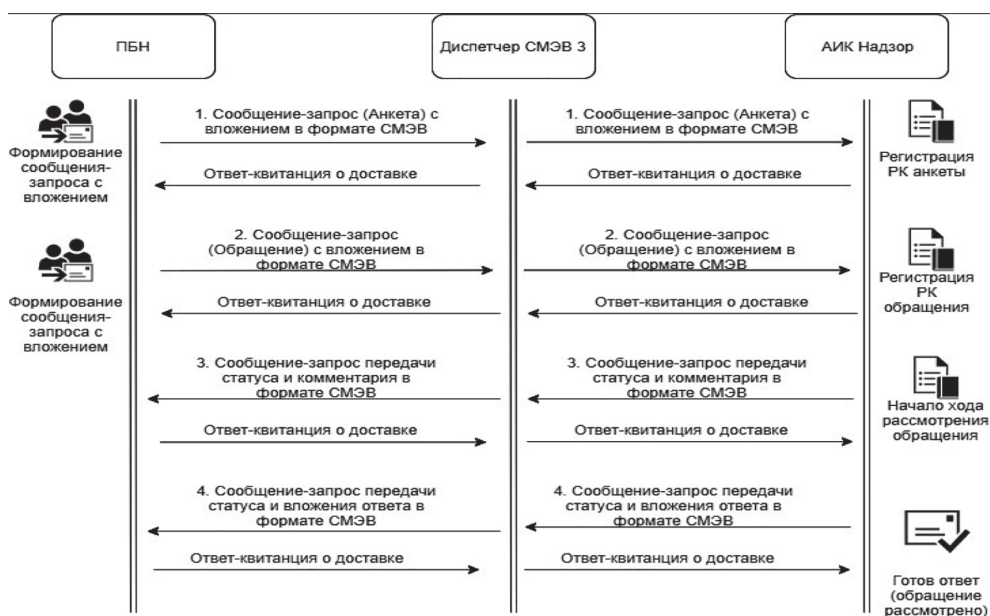 ПБН
Диспетчер СМЭВ 3
АИК Надзор
1. Сообщение-запрос (Анкета) с
вложением в формате СМЭВ
1. Сообщение-запрос (Анкета) с
вложением в формате СМЭВ
Формирование
сообщения-
запроса с
вложением
Регистрация
РК анкеты
Ответ-квитанция о доставке
Ответ-квитанция о доставке
2. Сообщение-запрос
(Обращение) с вложением в
формате СМЭВ
2. Сообщение-запрос
(Обращение) с вложением в
формате СМЭВ
Формирование
сообщения-
запроса с
вложением
Регистрация
РК
обращения
Ответ-квитанция о доставке
Ответ-квитанция о доставке
3. Сообщение-запрос передачи
статуса и комментария в
формате СМЭВ
3. Сообщение-запрос передачи
статуса и комментария в
формате СМЭВ
Начало хода
рассмотрения
обращения
Ответ-квитанция о доставке
Ответ-квитанция о доставке
4. Сообщение-запрос передачи
статуса и вложения ответа в
формате СМЭВ
4. Сообщение-запрос передачи
статуса и вложения ответа в
формате СМЭВ
Ответ-квитанция о доставке
Ответ-квитанция о доставке
Готов ответ
(обращение
рассмотрено)